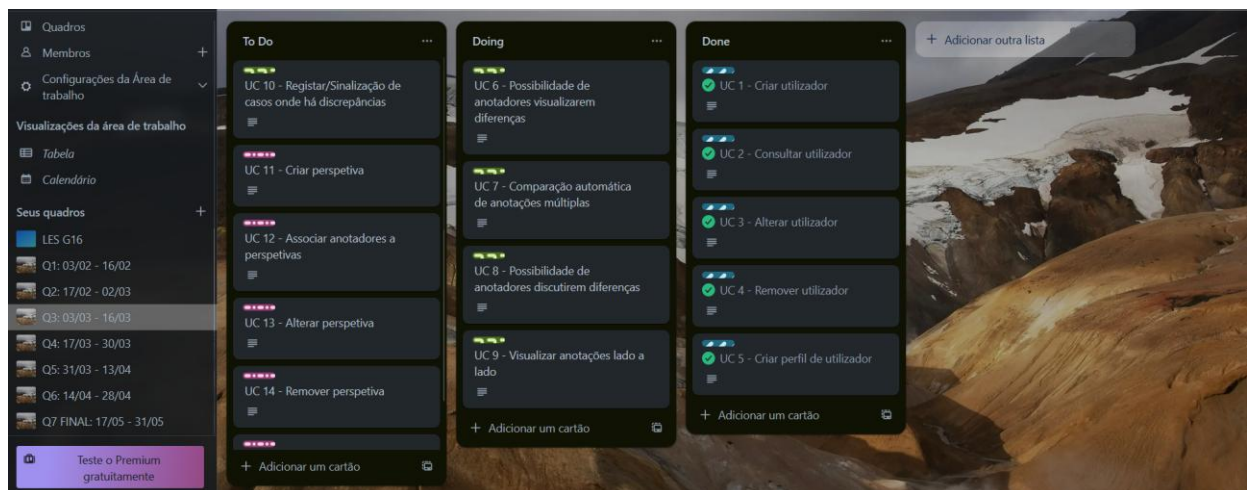 Quadros
Membros
Configurações da Área de
trabalho
Visualizações da área de trabalho
Tabela
Calendário
Seus quadros
LES G16
Q1: 03/02 - 16/02
Q2: 17/02 - 02/03
Q3: 03/03 - 16/03
Q4: 17/03 - 30/03
Q5: 31/03 - 13/04
Q6: 14/04 - 28/04
Q7 FINAL: 17/05 - 31/05
Teste o Premium
gratuitamente
To Do
UC 10 - Registar/Sinalização de
casos onde há discrepâncias
UC 11 - Criar perspetiva
UC 12 - Associar anotadores a
perspetivas
UC 13 - Alterar perspetiva
UC 14 - Remover perspetiva
+ Adicionar um cartão
Doing
UC 6 - Possibilidade de
anotadores visualizarem
diferenças
UC 7 - Comparação automática
de anotações múltiplas
UC 8 - Possibilidade de
anotadores discutirem diferenças
UC 9 - Visualizar anotações lado a
lado
+ Adicionar um cartão
Done
UC 1 - Criar utilizador
UC 2 - Consultar utilizador
UC 3 - Alterar utilizador
UC 4 - Remover utilizador
UC 5 - Criar perfil de utilizador
+ Adicionar um cartão
+ Adicionar outra lista